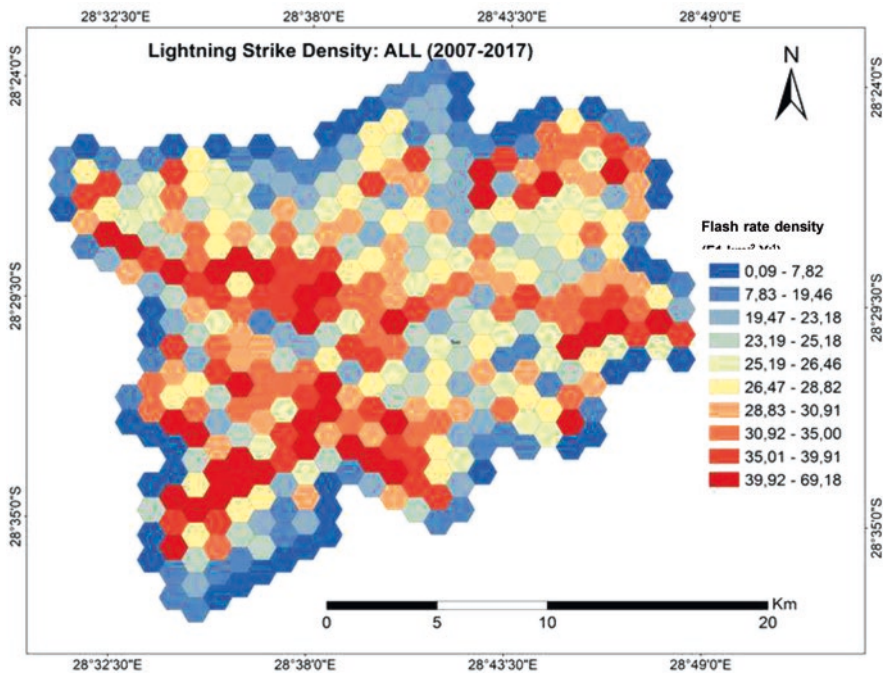 28°32'30"E 28°38'0"E 28°43'30"E 28°49'0"E
Lightning Strike Density: ALL (2007-2017)
N
28°24'0"S
28°24'0"S
Flash rate density
0,09 - 7,82
7,83 - 19,46
19,47 - 23,18
23,19 - 25,18
25,19 - 26,46
26,47 - 28,82
28,83 - 30,91
30,92 - 35,00
35,01 - 39,91
39,92 - 69,18
28°29'30"S
28°29'30"S
28°35'0"S
28°35'0"S
Km
0 5 10 20
28°32'30"E 28°38'0"E 28°43'30"E 28°49'0"E